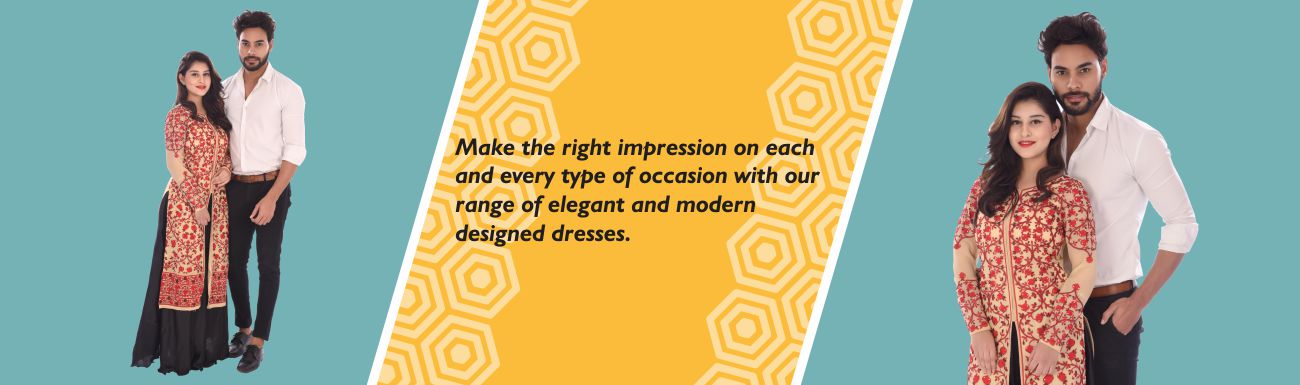 Make the right impression on each
and every type of occasion with our
range of elegant and modern
designed dresses.